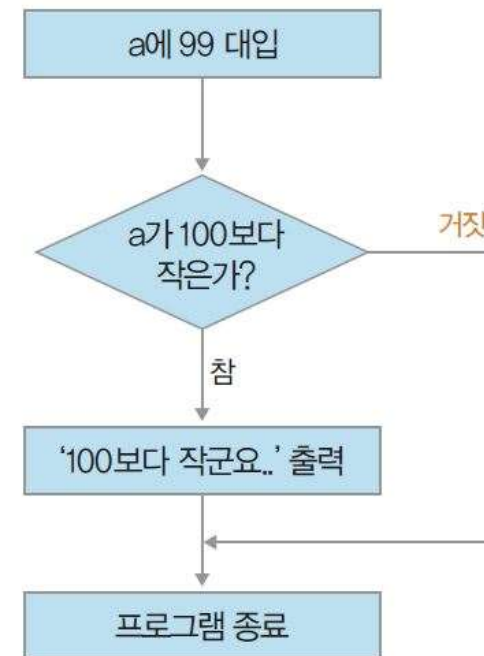 a에 99 대입
a가 100보다
작은가?
거짓
참
'100보다 작군요..' 출력
프로그램 종료